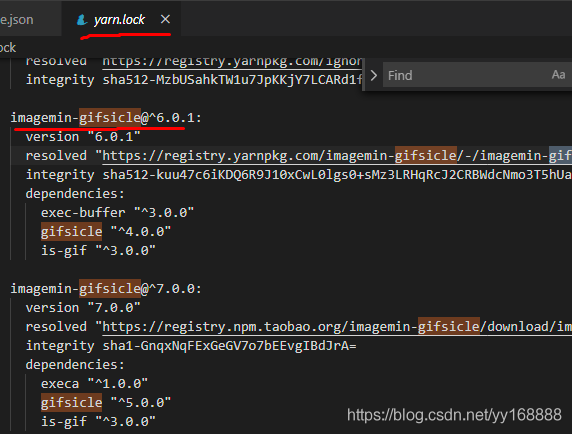 e.json yarn.lock ×
ock
resolved "https://registry.yarnpkg.com/ignor
integrity sha512-MzbUSahkTW1u7JpKKjY7LCARd1f
> Find Aa
imagemin-gifsicle@^6.0.1:
version "6.0.1"
resolved "https://registry.yarnpkg.com/imagemin-gifsicle/-/imagemin-gif
integrity sha512-kuu47c6iKDQ6R9J10xCwL0lgs0+sMz3LRHqRcJ2CRBWdcNmo3T5hUa
dependencies:
exec-buffer "^3.0.0"
gifsicle "^4.0.0"
is-gif "^3.0.0"
imagemin-gifsicle@^7.0.0:
version "7.0.0"
resolved "https://registry.npm.taobao.org/imagemin-gifsicle/download/im
integrity sha1-GnqxNqFExGeGV7o7bEEvgIBdJrA=
dependencies:
execa "^1.0.0"
gifsicle "^5.0.0"
is-gif "^3.0.0"
https://blog.csdn.net/yy168888